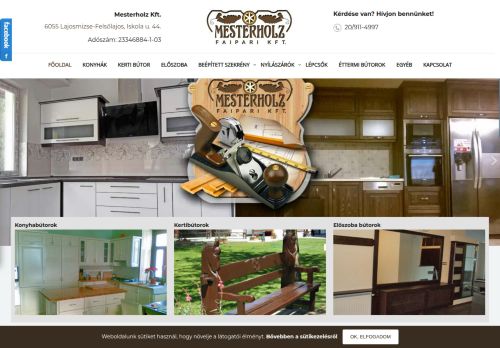 facebook
Mesterholz Kft.
6055 Lajosmizse-Felsőlajos, Iskola u. 44.
Adószám: 23346884-1-03
MESTERHOLZ
FAIPARI KFT.
Kérdése van? Hívjon bennünket!
20/911-4997
FŐOLDAL KONYHÁK KERTI BÚTOR ELŐSZOBA BEÉPÍTETT SZEKRÉNY NYÍLÁSZÁRÓK LÉPCSŐK ÉTTERMI BÚTOROK EGYÉB KAPCSOLAT
MESTERHOLZ
FAIPARI KFT.
Konyhabútorok
Kertibútorok
Előszoba bútorok
Weboldalunk sütiket használ, hogy növelje a látogatói élményt. Bővebben a sütikezelésről
OK, ELFOGADOM